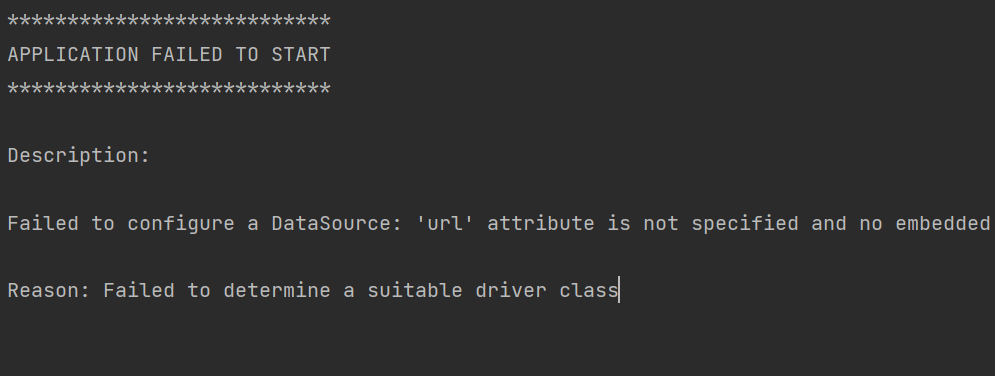 ***************************
APPLICATION FAILED TO START
***************************
Description:
Failed to configure a DataSource: 'url' attribute is not specified and no embedded
Reason: Failed to determine a suitable driver class